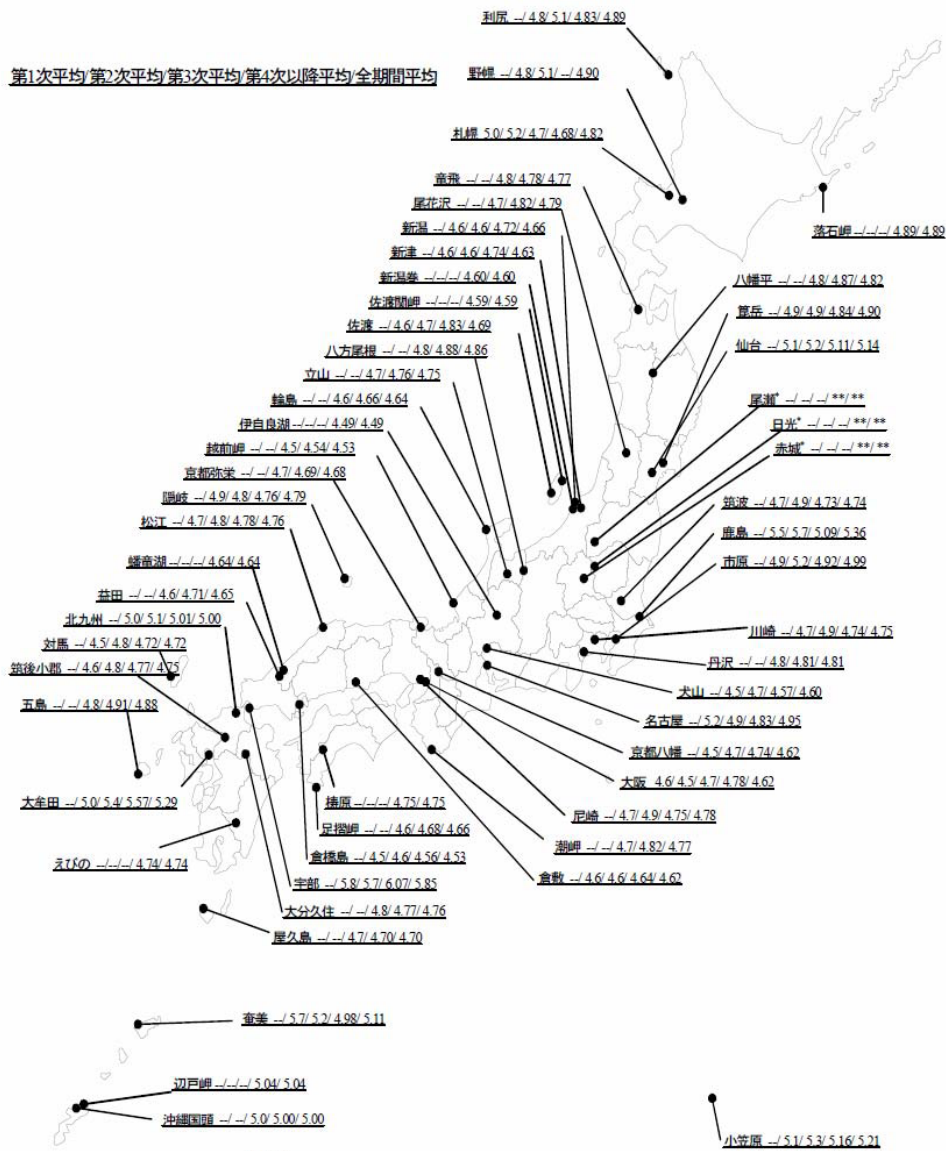 利尻 --/ 4.8/ 5.1/ 4.83/ 4.89
第1次平均/第2次平均/第3次平均/第4次以降平均/全期間平均
野幌 --/ 4.8/ 5.1/ --/ 4.90
札幌 5.0/ 5.2/ 4.7/ 4.68/ 4.82
竜飛 --/ --/ 4.8/ 4.78/ 4.77
尾花沢 --/ --/ 4.7/ 4.82/ 4.79
新潟 --/ 4.6/ 4.6/ 4.72/ 4.66
落石岬 --/--/--/ 4.89/ 4.89
新津 --/ 4.6/ 4.6/ 4.74/ 4.63
新潟巻 --/--/--/ 4.60/ 4.60
八幡平 --/ --/ 4.8/ 4.87/ 4.82
佐渡関岬 --/--/--/ 4.59/ 4.59
箟岳 --/ 4.9/ 4.9/ 4.84/ 4.90
佐渡 --/ 4.6/ 4.7/ 4.83/ 4.69
仙台 --/ 5.1/ 5.2/ 5.11/ 5.14
八方尾根 --/ --/ 4.8/ 4.88/ 4.86
立山 --/ --/ 4.7/ 4.76/ 4.75
輪島 --/ --/ 4.6/ 4.66/ 4.64
尾瀬* --/ --/ --/ **/ **
伊自良湖 --/--/--/ 4.49/ 4.49
日光* --/ --/ --/ **/ **
越前岬 --/ --/ 4.5/ 4.54/ 4.53
赤城* --/ --/ --/ **/ **
京都弥栄 --/ --/ 4.7/ 4.69/ 4.68
隠岐 --/ 4.9/ 4.8/ 4.76/ 4.79
筑波 --/ 4.7/ 4.9/ 4.73/ 4.74
松江 --/ 4.7/ 4.8/ 4.78/ 4.76
鹿島 --/ 5.5/ 5.7/ 5.09/ 5.36
蟠竜湖 --/--/--/ 4.64/ 4.64
市原 --/ 4.9/ 5.2/ 4.92/ 4.99
益田 --/ --/ 4.6/ 4.71/ 4.65
北九州 --/ 5.0/ 5.1/ 5.01/ 5.00
川崎 --/ 4.7/ 4.9/ 4.74/ 4.75
対馬 --/ 4.5/ 4.8/ 4.72/ 4.72
丹沢 --/ --/ 4.8/ 4.81/ 4.81
筑後小郡 --/ 4.6/ 4.8/ 4.77/ 4.75
犬山 --/ 4.5/ 4.7/ 4.57/ 4.60
五島 --/ --/ 4.8/ 4.91/ 4.88
名古屋 --/ 5.2/ 4.9/ 4.83/ 4.95
京都八幡 --/ 4.5/ 4.7/ 4.74/ 4.62
大阪 4.6/ 4.5/ 4.7/ 4.78/ 4.62
大牟田 --/ 5.0/ 5.4/ 5.57/ 5.29
梼原 --/--/--/ 4.75/ 4.75
尼崎 --/ 4.7/ 4.9/ 4.75/ 4.78
足摺岬 --/ --/ 4.6/ 4.68/ 4.66
潮岬 --/ --/ 4.7/ 4.82/ 4.77
えびの --/--/--/ 4.74/ 4.74
倉橋島 --/ 4.5/ 4.6/ 4.56/ 4.53
倉敷 --/ 4.6/ 4.6/ 4.64/ 4.62
宇部 --/ 5.8/ 5.7/ 6.07/ 5.85
大分久住 --/ --/ 4.8/ 4.77/ 4.76
屋久島 --/ --/ 4.7/ 4.70/ 4.70
奄美 --/ 5.7/ 5.2/ 4.98/ 5.11
辺戸岬 --/--/--/ 5.04/ 5.04
沖縄国頭 --/ --/ 5.0/ 5.00/ 5.00
小笠原 --/ 5.1/ 5.3/ 5.16/ 5.21